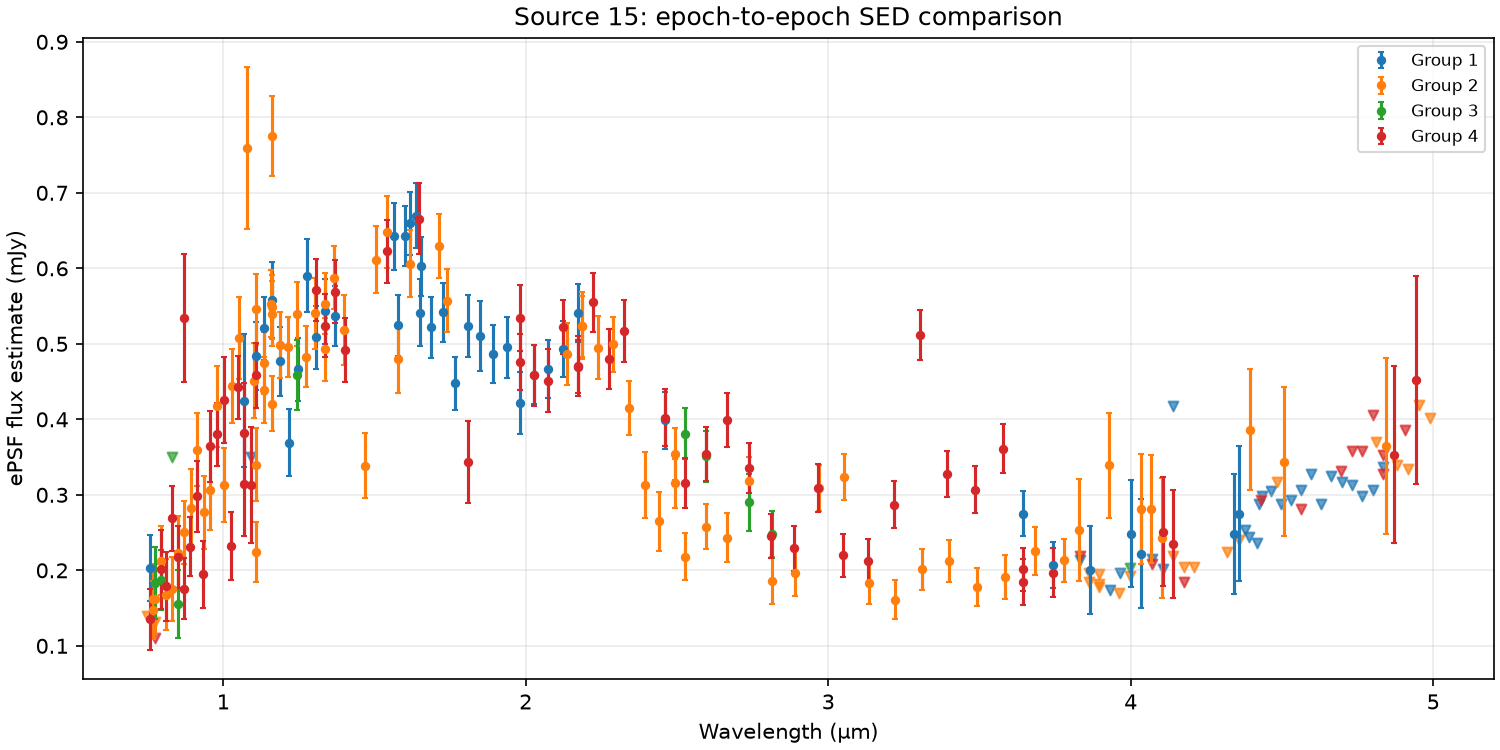 Source 15: epoch-to-epoch SED comparison
0.9
0.8
0.7
0.6
0.5
0.4
0.3
0.2
0.1
ePSF flux estimate (mJy)
Group 1
Group 2
Group 3
Group 4
1 2 3 4 5
Wavelength (μm)